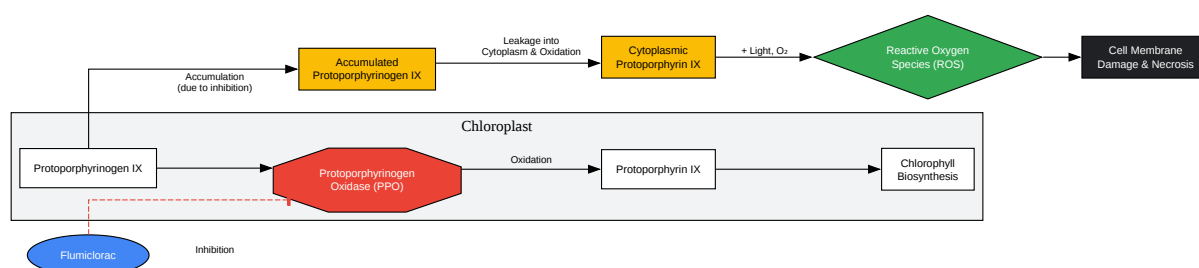 Leakage into
Cytoplasm & Oxidation
Accumulated
Protoporphyrinogen IX
Cytoplasmic
Protoporphyrin IX
+ Light, O₂
Reactive Oxygen
Species (ROS)
Cell Membrane
Damage & Necrosis
Accumulation
(due to inhibition)
Chloroplast
Protoporphyrinogen IX
Protoporphyrinogen
Oxidase (PPO)
Oxidation
Protoporphyrin IX
Chlorophyll
Biosynthesis
Flumiclorac
Inhibition